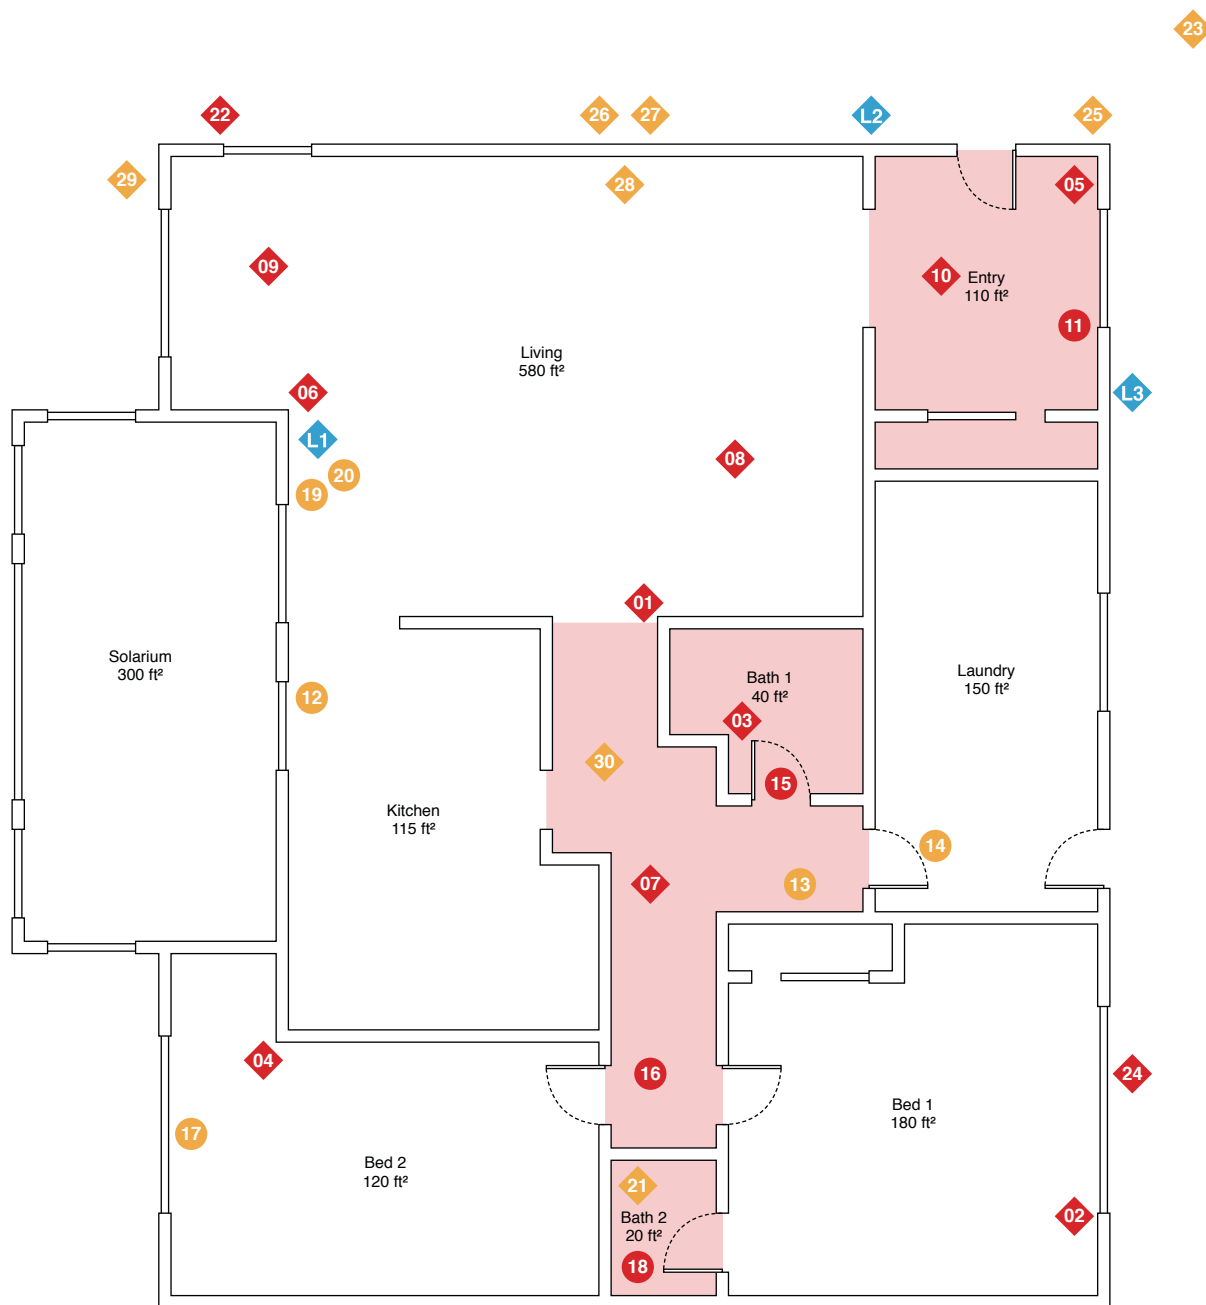 23
22
26
27
L2
25
29
28
05
09
10
Entry
110 ft²
11
Living
580 ft²
06
L3
L1
08
20
19
01
Solarium
300 ft²
Bath 1
40 ft²
Laundry
150 ft²
12
03
30
15
Kitchen
115 ft²
14
07
13
04
16
24
Bed 1
180 ft²
17
Bed 2
120 ft²
21
Bath 2
20 ft²
02
18